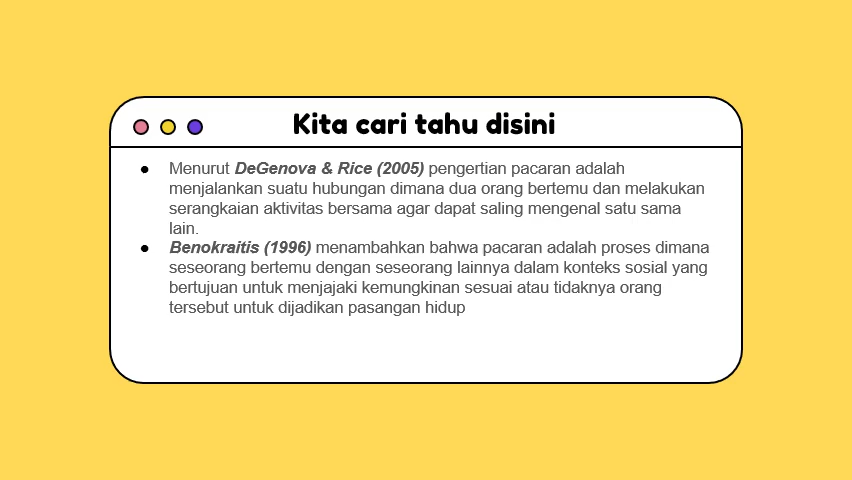 Kita cari tahu disini
● Menurut DeGenova & Rice (2005) pengertian pacaran adalah
menjalankan suatu hubungan dimana dua orang bertemu dan melakukan
serangkaian aktivitas bersama agar dapat saling mengenal satu sama
lain.
● Benokraitis (1996) menambahkan bahwa pacaran adalah proses dimana
seseorang bertemu dengan seseorang lainnya dalam konteks sosial yang
bertujuan untuk menjajaki kemungkinan sesuai atau tidaknya orang
tersebut untuk dijadikan pasangan hidup